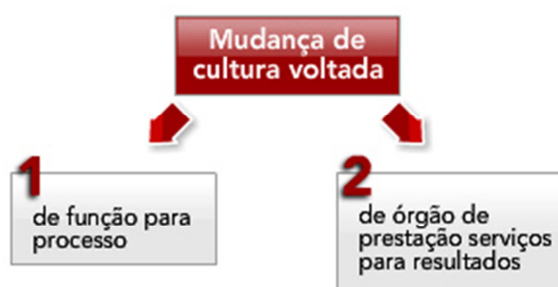 Mudança de
cultura voltada
1
de função para
processo
2
de órgão de
prestação serviços
para resultados